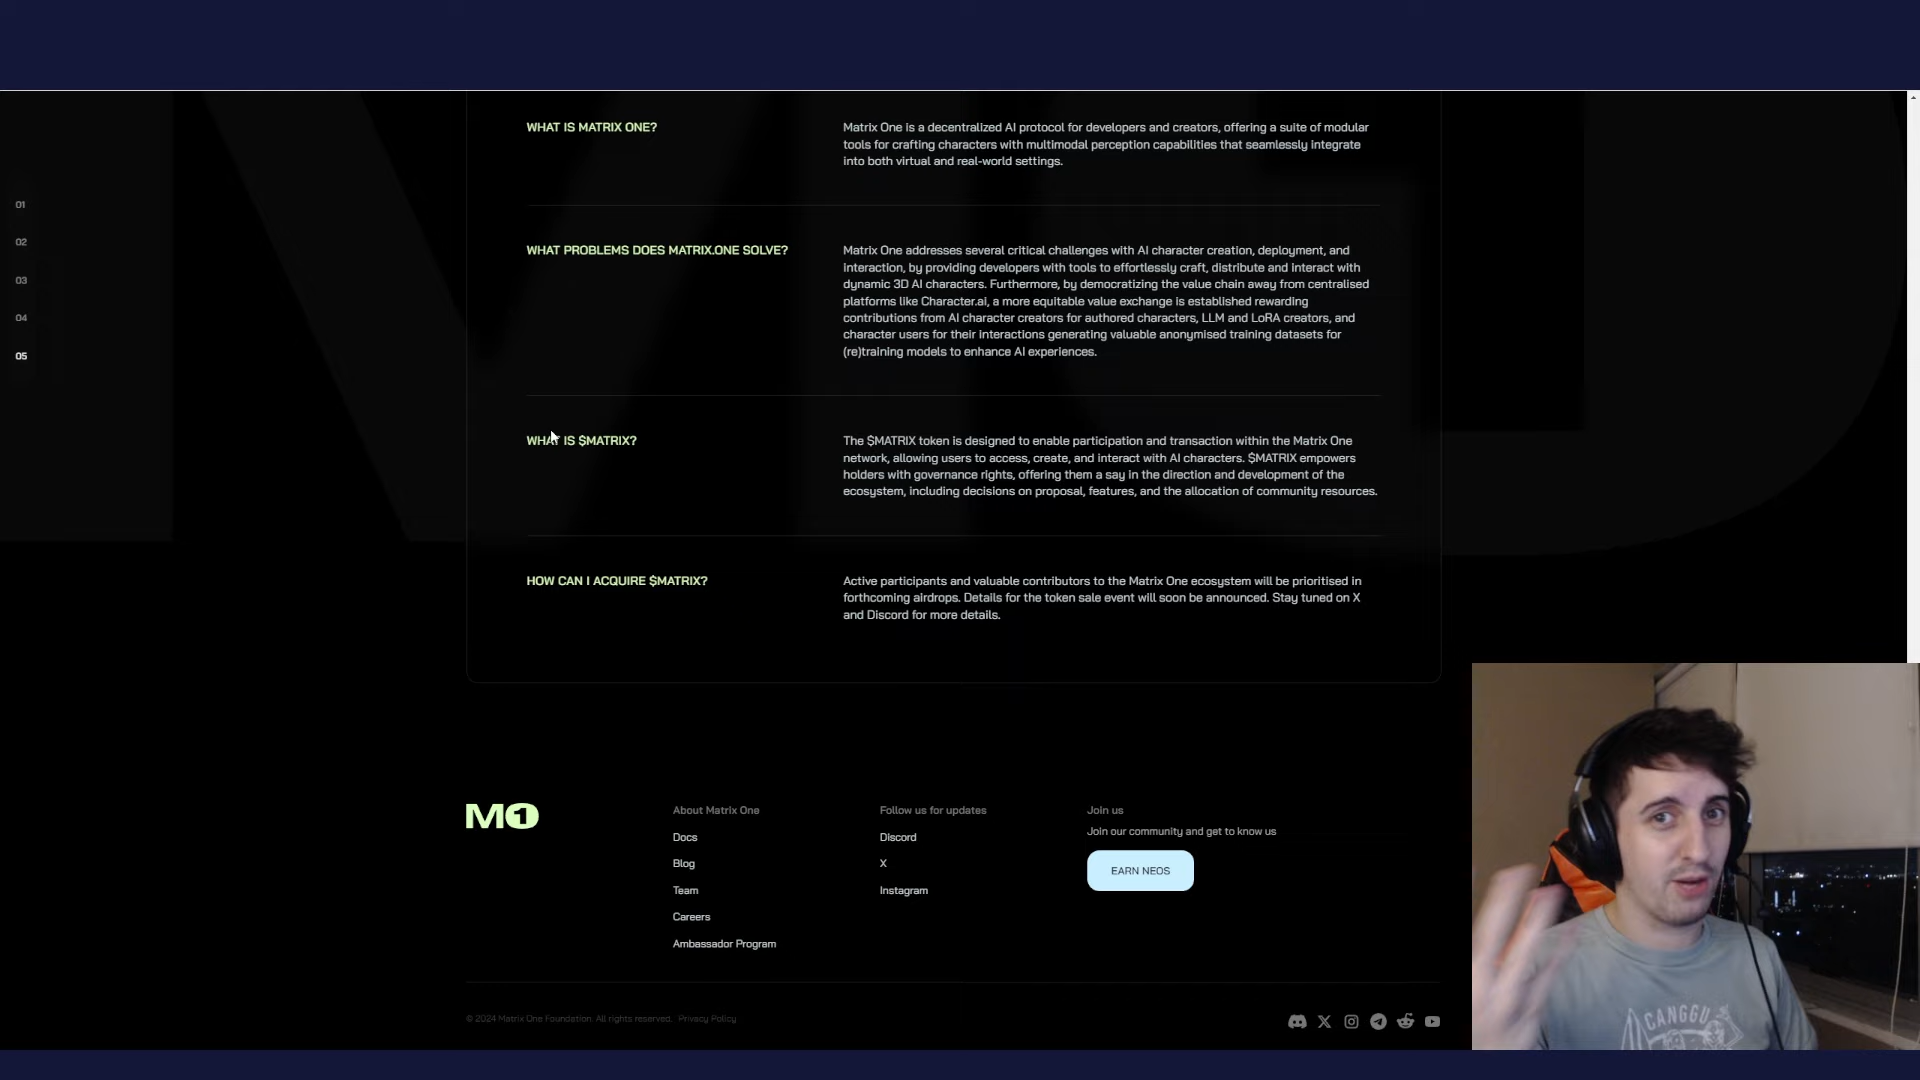 WHAT IS MATRIX ONE?
Matrix One is a decentralized AI protocol for developers and creators, offering a suite of modular
tools for crafting characters with multimodal perception capabilities that seamlessly integrate
into both virtual and real-world settings.
01
02
03
04
05
WHAT PROBLEMS DOES MATRIX.ONE SOLVE?
Matrix One addresses several critical challenges with AI character creation, deployment, and
interaction, by providing developers with tools to effortlessly craft, distribute and interact with
dynamic 3D AI characters. Furthermore, by democratizing the value chain away from centralised
platforms like Character.ai, a more equitable value exchange is established rewarding
contributions from AI character creators for authored characters, LLM and LoRA creators, and
character users for their interactions generating valuable anonymised training datasets for
(re)training models to enhance AI experiences.
WHAT IS $MATRIX?
The $MATRIX token is designed to enable participation and transaction within the Matrix One
network, allowing users to access, create, and interact with AI characters. $MATRIX empowers
holders with governance rights, offering them a say in the direction and development of the
ecosystem, including decisions on proposal, features, and the allocation of community resources.
HOW CAN I ACQUIRE $MATRIX?
Active participants and valuable contributors to the Matrix One ecosystem will be prioritised in
forthcoming airdrops. Details for the token sale event will soon be announced. Stay tuned on X
and Discord for more details.
M1
About Matrix One
Docs
Blog
Team
Careers
Ambassador Program
Follow us for updates
Discord
X
Instagram
Join us
Join our community and get to know us
EARN NEOS
© 2024 Matrix One Foundation. All rights reserved. Privacy Policy
CANGGU